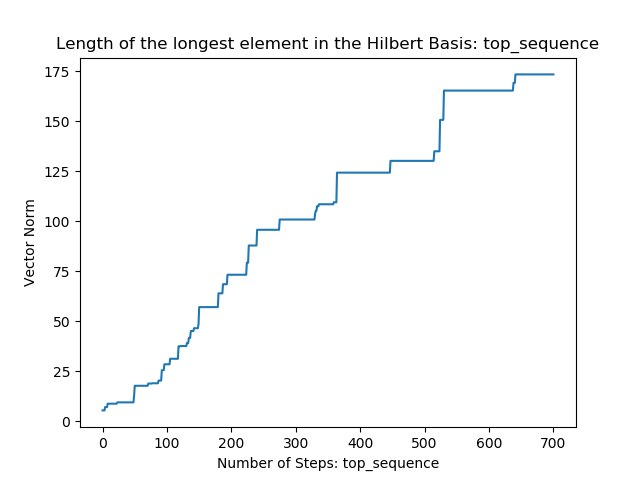 Length of the longest element in the Hilbert Basis: top_sequence
175
150
125
100
75
50
25
0
Vector Norm
0 100 200 300 400 500 600 700
Number of Steps: top_sequence